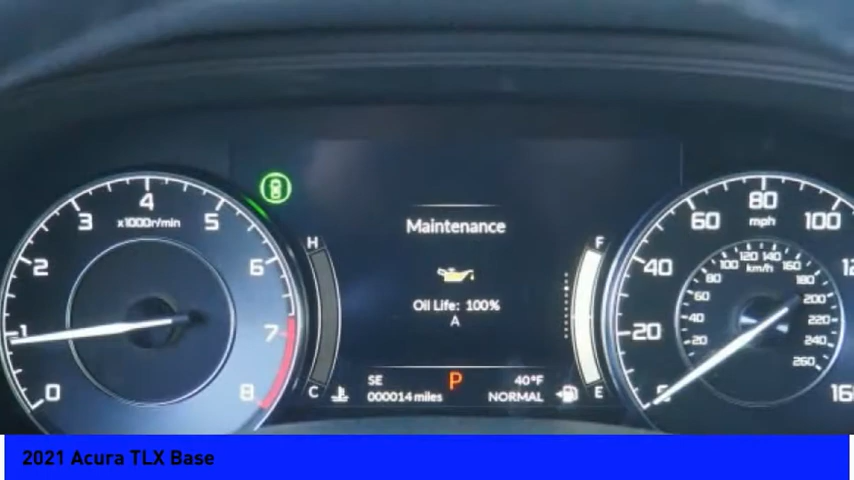 4
3
5
x1000r/min
2
6
1
7
0
8
H
C
Maintenance
Oil Life: 100%
A
SE
P
40°F
000014 miles
NORMAL
F
E
80
60
mph
100
40
20
0
160
120 140
100
160
km/h
80
180
60
200
40
220
20
240
260
2021 Acura TLX Base